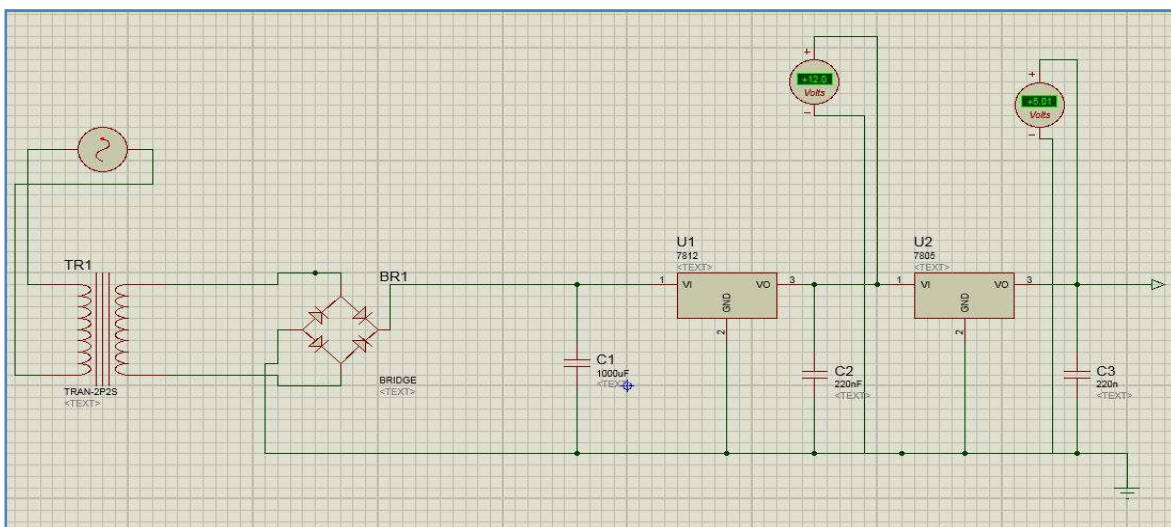 +12.0
Volts
+5.01
Volts
TR1
TRAN-2P2S
<TEXT>
BR1
BRIDGE
<TEXT>
C1
1000uF
<TEXT>
U1
7812
<TEXT>
1
VI
VO
3
GND
2
C2
220nF
<TEXT>
U2
7805
<TEXT>
1
VI
VO
3
GND
2
C3
220n
<TEXT>